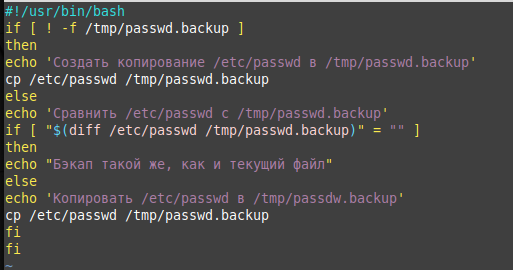 #!/usr/bin/bash
if [ ! -f /tmp/passwd.backup ]
then
echo 'Создать копирование /etc/passwd в /tmp/passwd.backup'
cp /etc/passwd /tmp/passwd.backup
else
echo 'Сравнить /etc/passwd с /tmp/passwd.backup'
if [ "$(diff /etc/passwd /tmp/passwd.backup)" = "" ]
then
echo "Бэкап такой же, как и текущий файл"
else
echo 'Копировать /etc/passwd в /tmp/passdw.backup'
cp /etc/passwd /tmp/passwd.backup
fi
fi
~